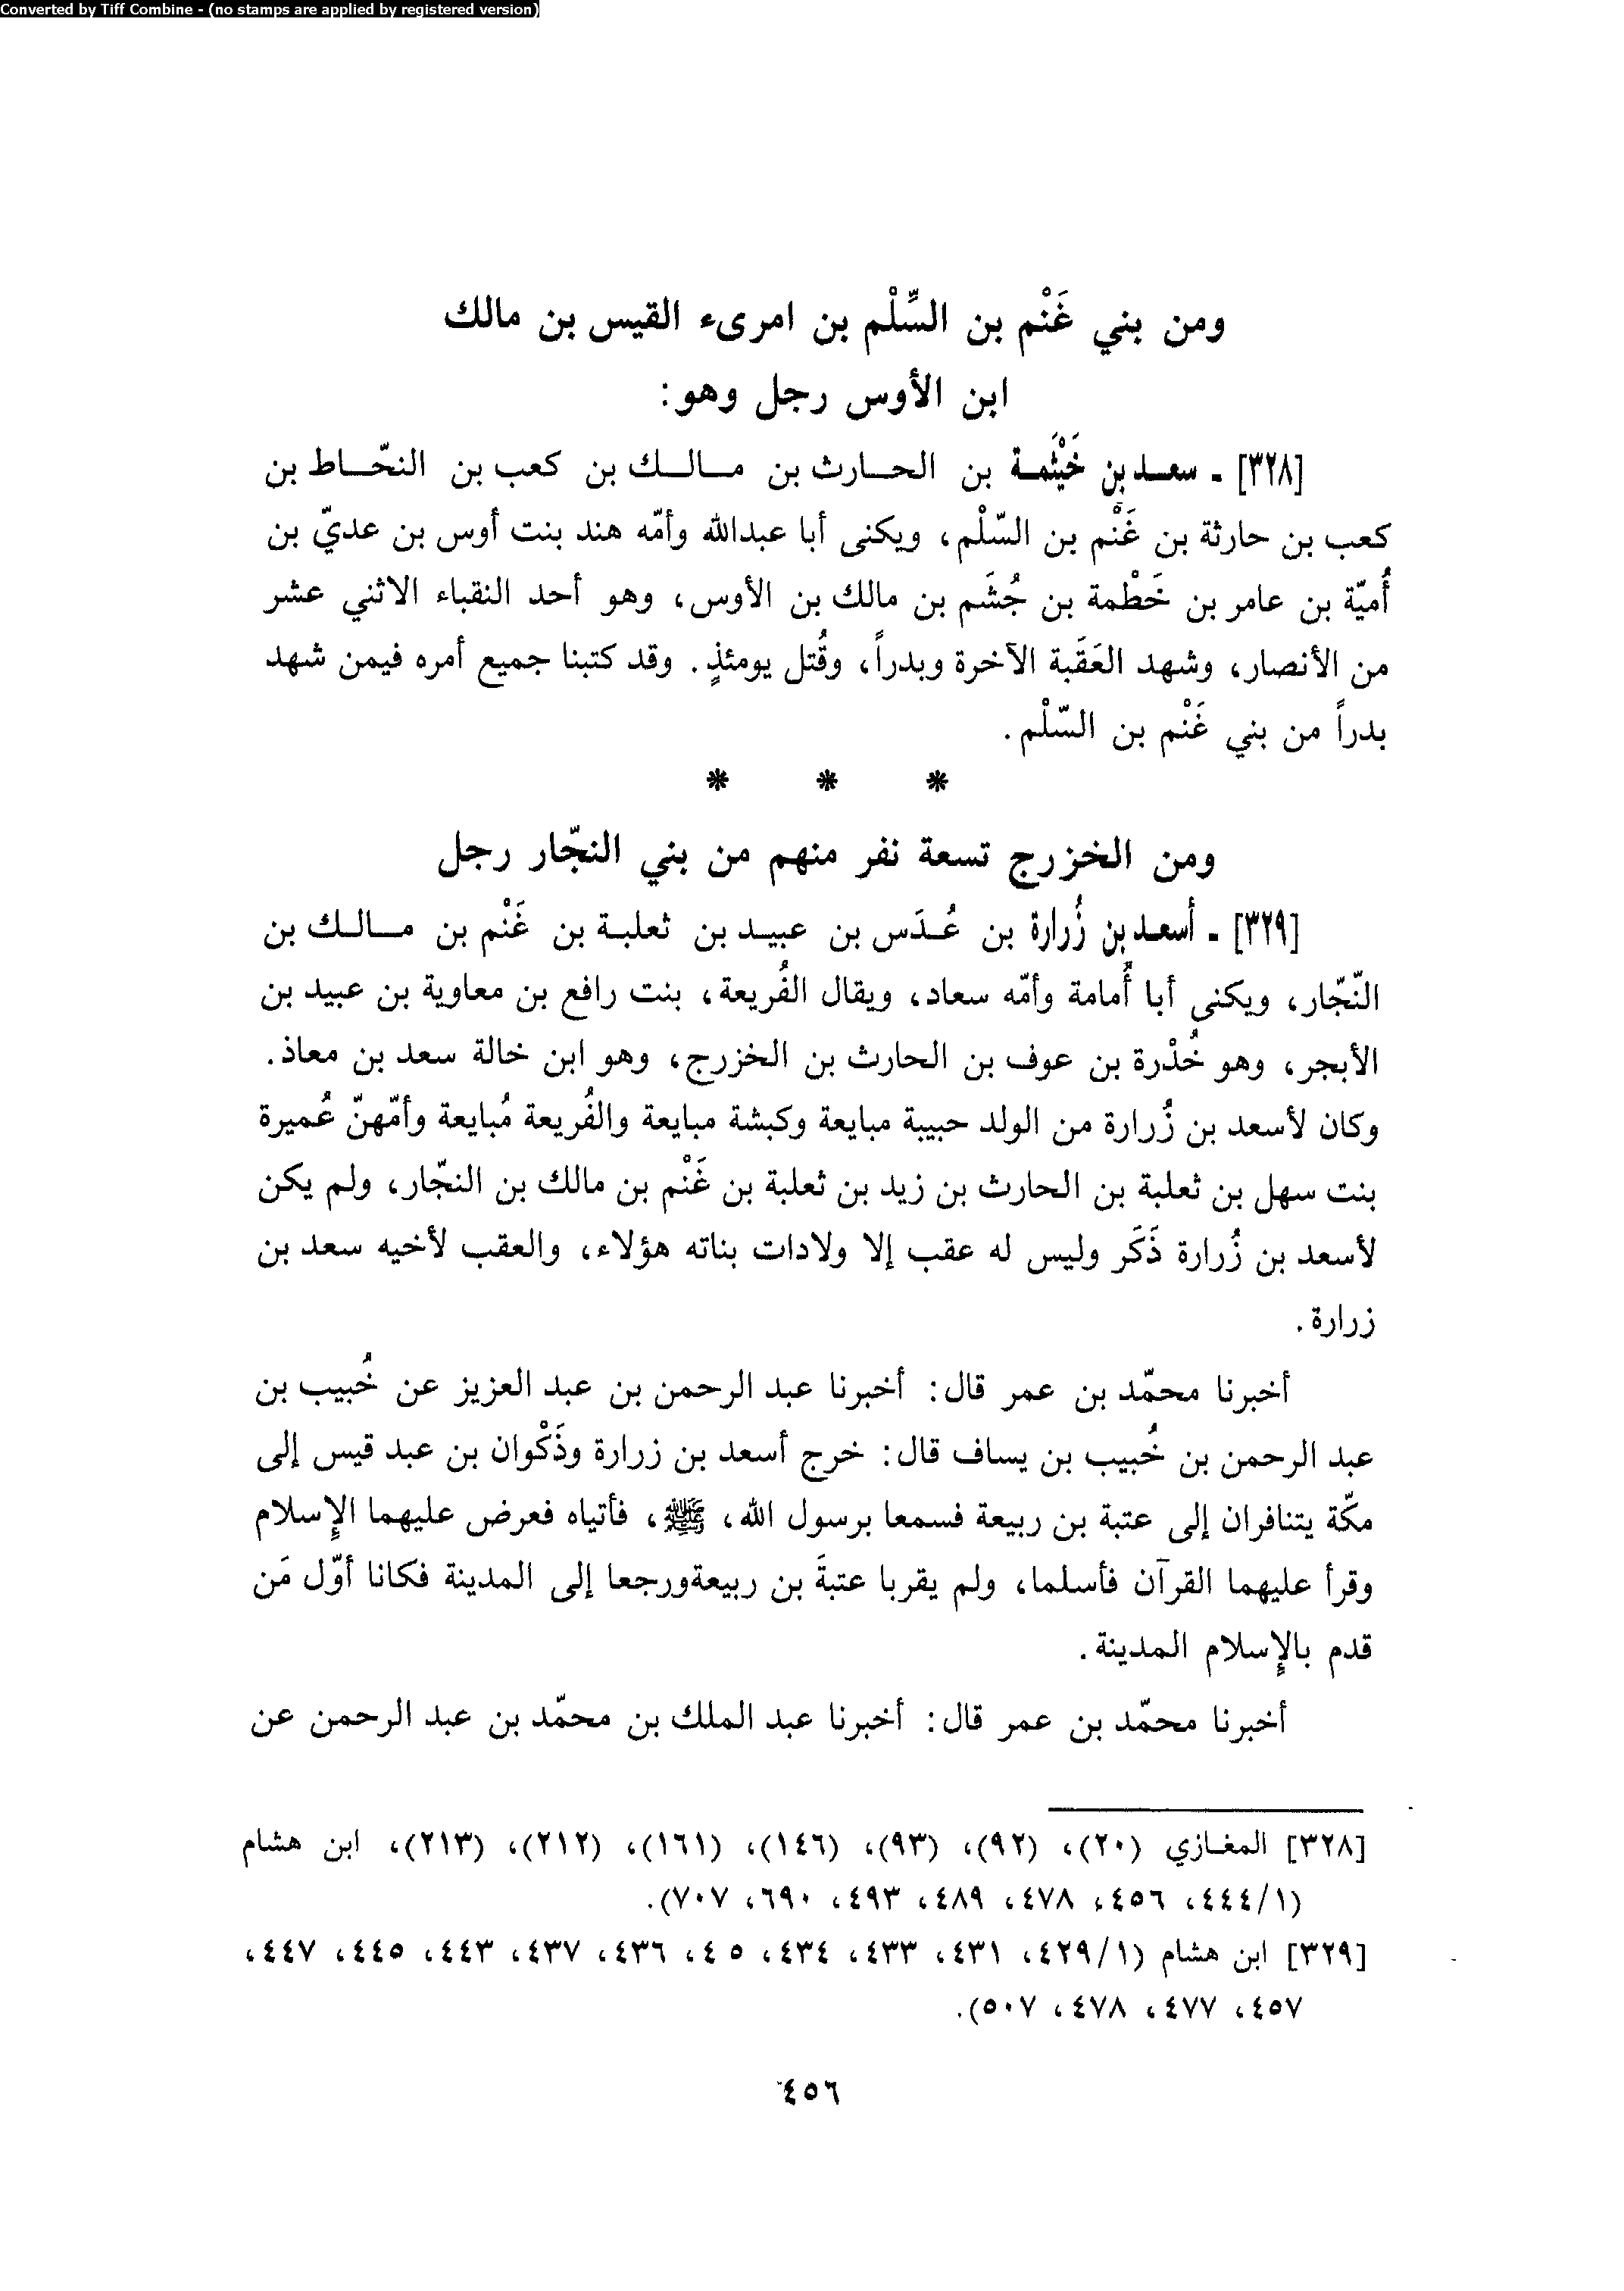 Converted by Tiff Combine - (no stamps are applied by registered version)
ومن بني غَنْم بن السِّلْم بن امرىء القيس بن مالك
ابن الأوس رجل وهو:
[٣٢٨] - سعد بن خَيْثَمة بن الحارث بن مالك بن كعب بن النحّاط بن
كعب بن حارثة بن غَنْم بن السّلْم، ويكنى أبا عبدالله وأمّه هند بنت أوس بن عديّ بن
أُميّة بن عامر بن خَطْمة بن جُشَم بن مالك بن الأوس، وهو أحد النقباء الاثني عشر
من الأنصار، وشهد العَقَبة الآخرة وبدراً، وقُتل يومئذٍ. وقد كتبنا جميع أمره فيمن شهد
بدراً من بني غَنْم بن السّلْم.
* * *
ومن الخزرج تسعة نفر منهم من بني النجّار رجل
[٣٢٩] - أسعد بن زُرارة بن عُدَس بن عبيد بن ثعلبة بن غَنْم بن مالك بن
النّجّار، ويكنى أبا أُمامة وأمّه سعاد، ويقال الفُريعة، بنت رافع بن معاوية بن عبيد بن
الأبجر، وهو خُدْرة بن عوف بن الحارث بن الخزرج، وهو ابن خالة سعد بن معاذ.
وكان لأسعد بن زُرارة من الولد حبيبة مبايعة وكبشة مبايعة والفُريعة مُبايعة وأمّهنّ عُميرة
بنت سهل بن ثعلبة بن الحارث بن زيد بن ثعلبة بن غَنْم بن مالك بن النجّار، ولم يكن
لأسعد بن زُرارة ذَكَر وليس له عقب إلا ولادات بناته هؤلاء، والعقب لأخيه سعد بن
زرارة.
أخبرنا محمّد بن عمر قال: أخبرنا عبد الرحمن بن عبد العزيز عن خُبيب بن
عبد الرحمن بن خُبيب بن يساف قال: خرج أسعد بن زرارة وذَكْوان بن عبد قيس إلى
مكّة يتنافران إلى عتبة بن ربيعة فسمعا برسول الله، ﷺ، فأتياه فعرض عليهما الإسلام
وقرأ عليهما القرآن فأسلما، ولم يقربا عتبةَ بن ربيعةورجعا إلى المدينة فكانا أوّل مَن
قدم بالإسلام المدينة.
أخبرنا محمّد بن عمر قال: أخبرنا عبد الملك بن محمّد بن عبد الرحمن عن
[٣٢٨] المغازي (٢٠)، (٩٢)، (٩٣)، (١٤٦)، (١٦١)، (٢١٢)، (٢١٣)، ابن هشام
(١/٤٤٤، ٤٥٦، ٤٧٨، ٤٨٩، ٤٩٣، ٦٩٠، ٧٠٧).
[٣٢٩] ابن هشام (١/٤٢٩، ٤٣١، ٤٣٣، ٤٣٤، ٤٥، ٤٣٦، ٤٣٧، ٤٤٣، ٤٤٥، ٤٤٧،
٤٥٧، ٤٧٧، ٤٧٨، ٥٠٧).
٤٥٦